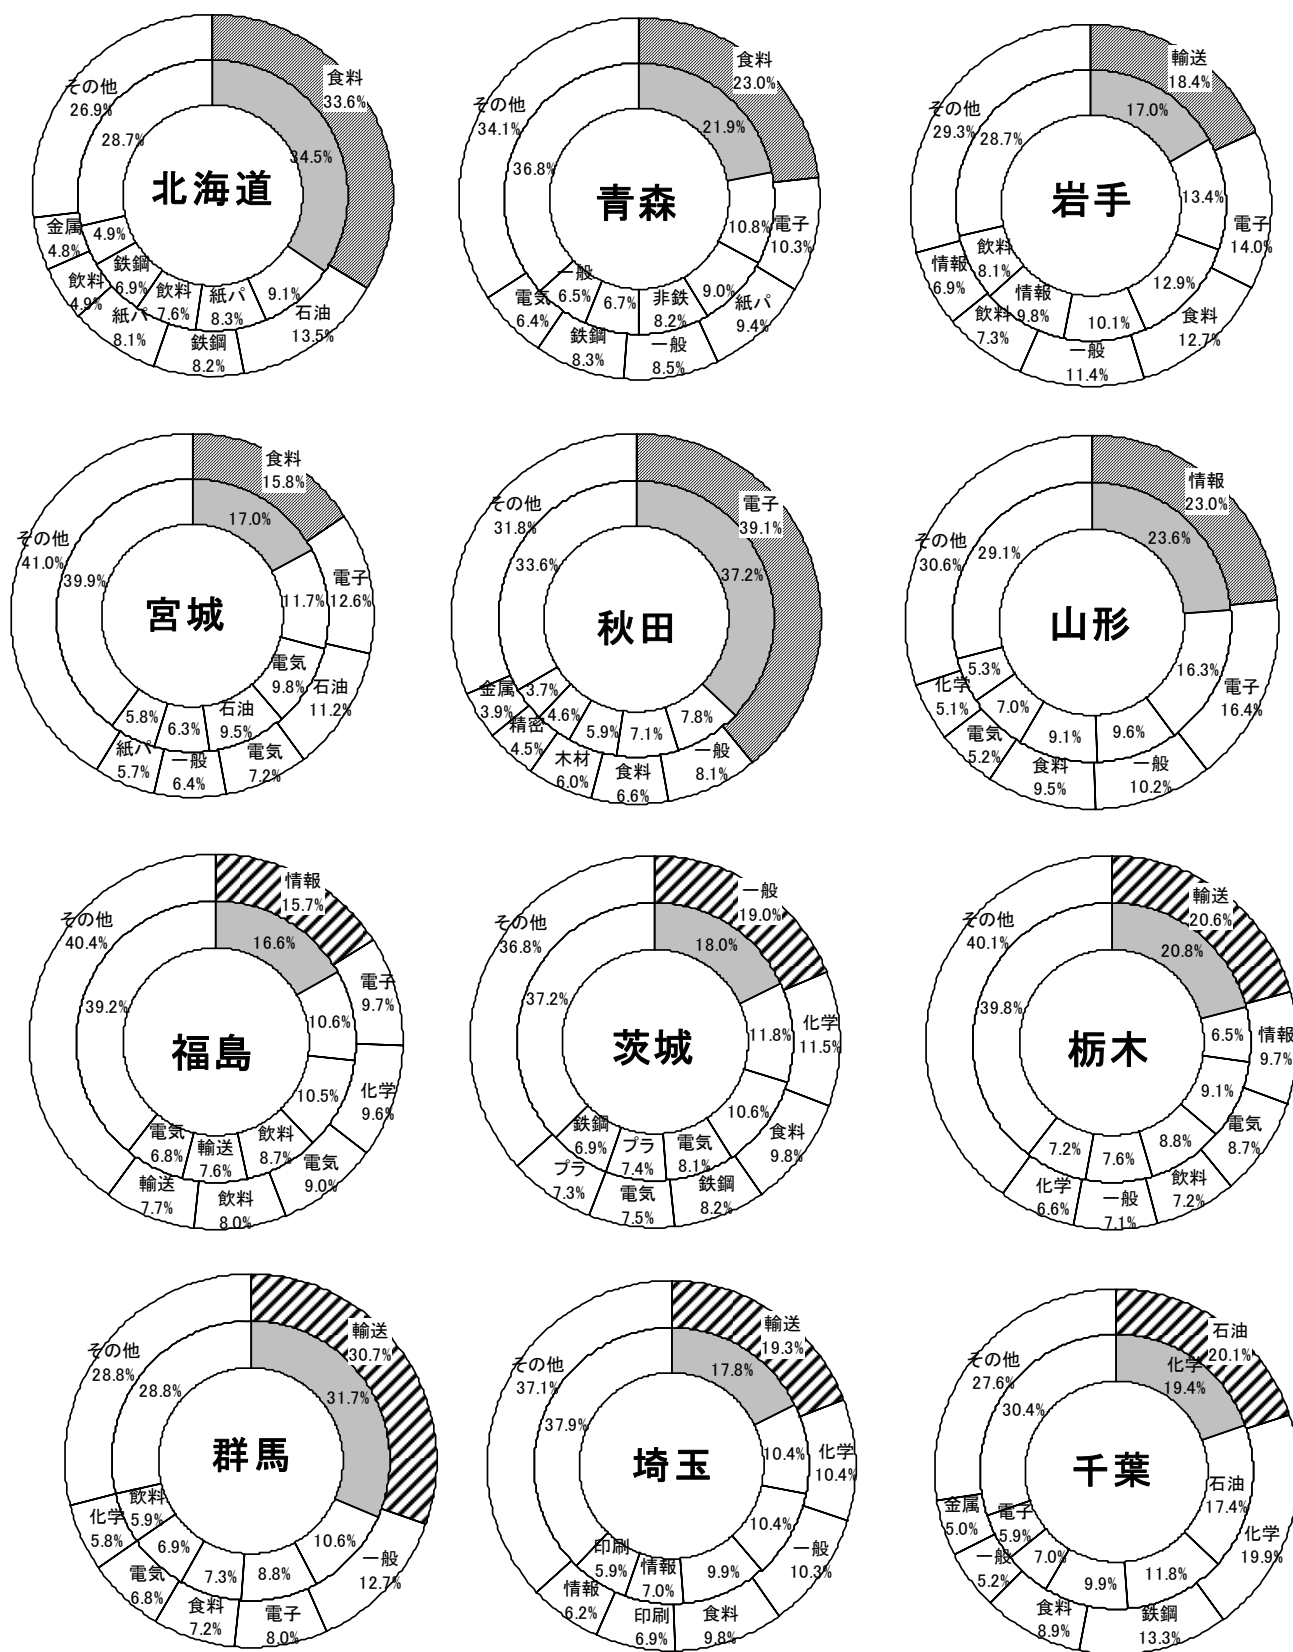 北海道
食料
33.6%
34.5%
石油
13.5%
9.1%
鉄鋼
8.2%
紙パ
8.3%
紙パ
8.1%
飲料
7.6%
飲料
4.9%
鉄鋼
6.9%
金属
4.8%
4.9%
その他
26.9%
28.7%
青森
食料
23.0%
21.9%
電子
10.3%
10.8%
紙パ
9.4%
9.0%
一般
8.5%
非鉄
8.2%
鉄鋼
8.3%
6.7%
電気
6.4%
一般
6.5%
その他
34.1%
36.8%
岩手
輸送
18.4%
17.0%
電子
14.0%
13.4%
食料
12.7%
12.9%
一般
11.4%
10.1%
飲料
7.3%
情報
9.8%
情報
6.9%
飲料
8.1%
その他
29.3%
28.7%
宮城
食料
15.8%
17.0%
電子
12.6%
11.7%
石油
11.2%
電気
9.8%
電気
7.2%
石油
9.5%
一般
6.4%
6.3%
紙パ
5.7%
5.8%
その他
41.0%
39.9%
秋田
電子
39.1%
37.2%
一般
8.1%
7.8%
食料
6.6%
7.1%
木材
6.0%
5.9%
精密
4.5%
4.6%
金属
3.9%
3.7%
その他
31.8%
33.6%
山形
情報
23.0%
23.6%
電子
16.4%
16.3%
一般
10.2%
9.6%
食料
9.5%
9.1%
電気
5.2%
7.0%
化学
5.1%
5.3%
その他
30.6%
29.1%
福島
情報
15.7%
16.6%
電子
9.7%
10.6%
化学
9.6%
10.5%
電気
9.0%
飲料
8.7%
飲料
8.0%
輸送
7.6%
輸送
7.7%
電気
6.8%
その他
40.4%
39.2%
茨城
一般
19.0%
18.0%
化学
11.5%
11.8%
食料
9.8%
10.6%
鉄鋼
8.2%
電気
8.1%
電気
7.5%
プラ
7.4%
プラ
7.3%
鉄鋼
6.9%
その他
36.8%
37.2%
栃木
輸送
20.6%
20.8%
情報
9.7%
6.5%
電気
8.7%
9.1%
飲料
7.2%
8.8%
一般
7.1%
7.6%
化学
6.6%
7.2%
その他
40.1%
39.8%
群馬
輸送
30.7%
31.7%
一般
12.7%
10.6%
電子
8.0%
8.8%
食料
7.2%
7.3%
電気
6.8%
6.9%
化学
5.8%
飲料
5.9%
その他
28.8%
28.8%
埼玉
輸送
19.3%
17.8%
化学
10.4%
10.4%
一般
10.3%
10.4%
食料
9.8%
9.9%
印刷
6.9%
情報
7.0%
情報
6.2%
印刷
5.9%
その他
37.1%
37.9%
千葉
石油
20.1%
化学
19.4%
化学
19.9%
石油
17.4%
鉄鋼
13.3%
11.8%
食料
8.9%
9.9%
一般
5.2%
7.0%
金属
5.0%
電子
5.9%
その他
27.6%
30.4%